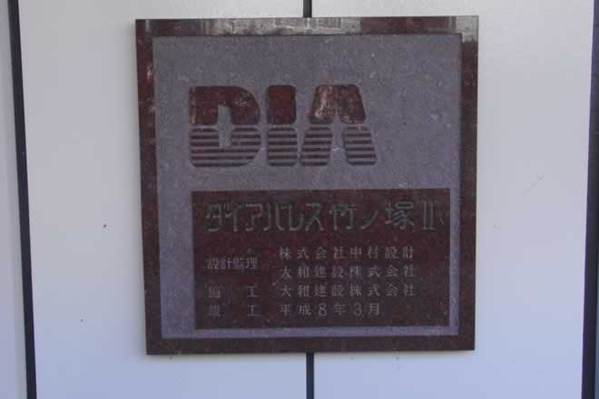 DIA
ダイアパレス竹ノ塚II
設計監理 株式会社中村設計
大和建設株式会社
施工 大和建設株式会社
竣工 平成8年3月